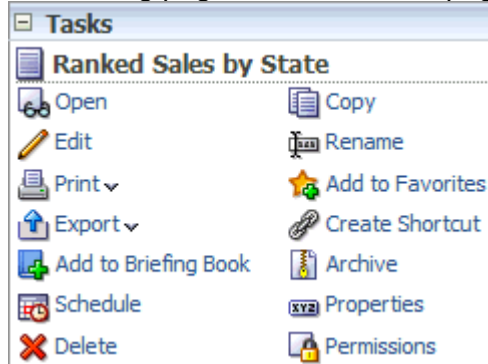 Tasks
Ranked Sales by State
Open
Copy
Edit
Rename
Print
Add to Favorites
Export
Create Shortcut
Add to Briefing Book
Archive
Schedule
Properties
Delete
Permissions